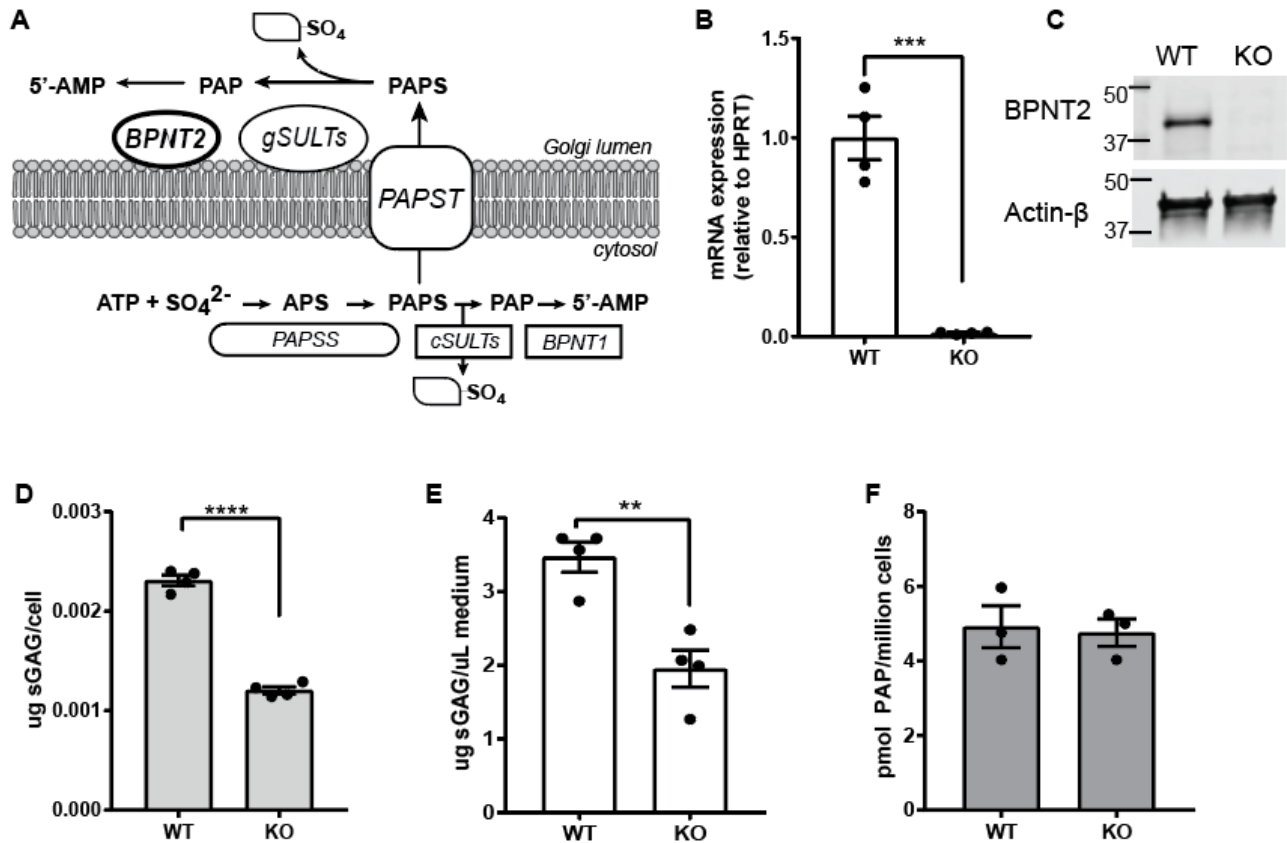 A
SO4
5'-AMP
PAP
PAPS
BPNT2
gSULTs
Golgi lumen
PAPST
cytosol
ATP + SO4 2-
APS
PAPS
PAP
5'-AMP
PAPSS
cSULTs
BPNT1
SO4
B
mRNA expression
(relative to HPRT)
1.5
1.0
0.5
0.0
***
WT
KO
C
WT
KO
BPNT2
50
37
Actin-β
50
37
D
ug sGAG/cell
0.003
0.002
0.001
0.000
****
WT
KO
E
ug sGAG/uL medium
4
3
2
1
0
**
WT
KO
F
pmol PAP/million cells
8
6
4
2
0
WT
KO